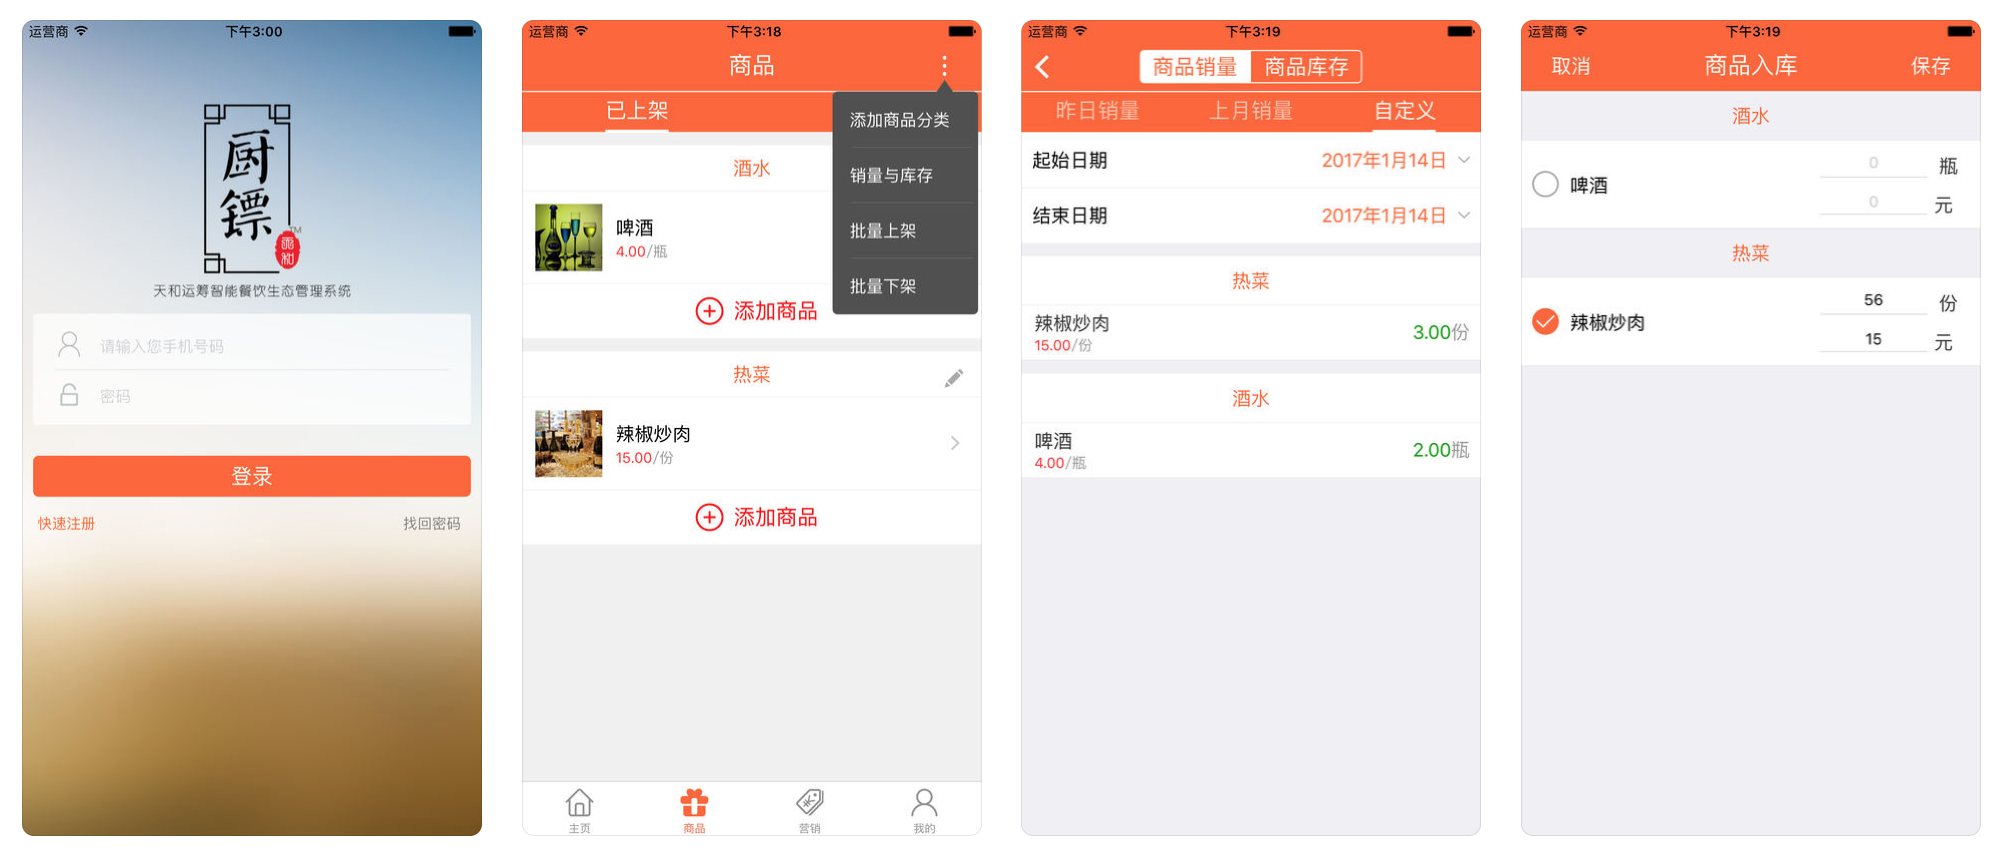 运营商
下午3:00
厨
镖
TM
天和
天和运筹智能餐饮生态管理系统
请输入您手机号码
密码
登录
快速注册
找回密码
运营商
下午3:18
商品
已上架
添加商品分类
销量与库存
批量上架
批量下架
酒水
啤酒
4.00/瓶
添加商品
热菜
辣椒炒肉
15.00/份
添加商品
主页
商品
营销
我的
运营商
下午3:19
商品销量 商品库存
昨日销量 上月销量 自定义
起始日期 2017年1月14日
结束日期 2017年1月14日
热菜
辣椒炒肉
15.00/份
3.00份
酒水
啤酒
4.00/瓶
2.00瓶
运营商
下午3:19
取消 商品入库 保存
酒水
啤酒
0 瓶
0 元
热菜
辣椒炒肉
56 份
15 元